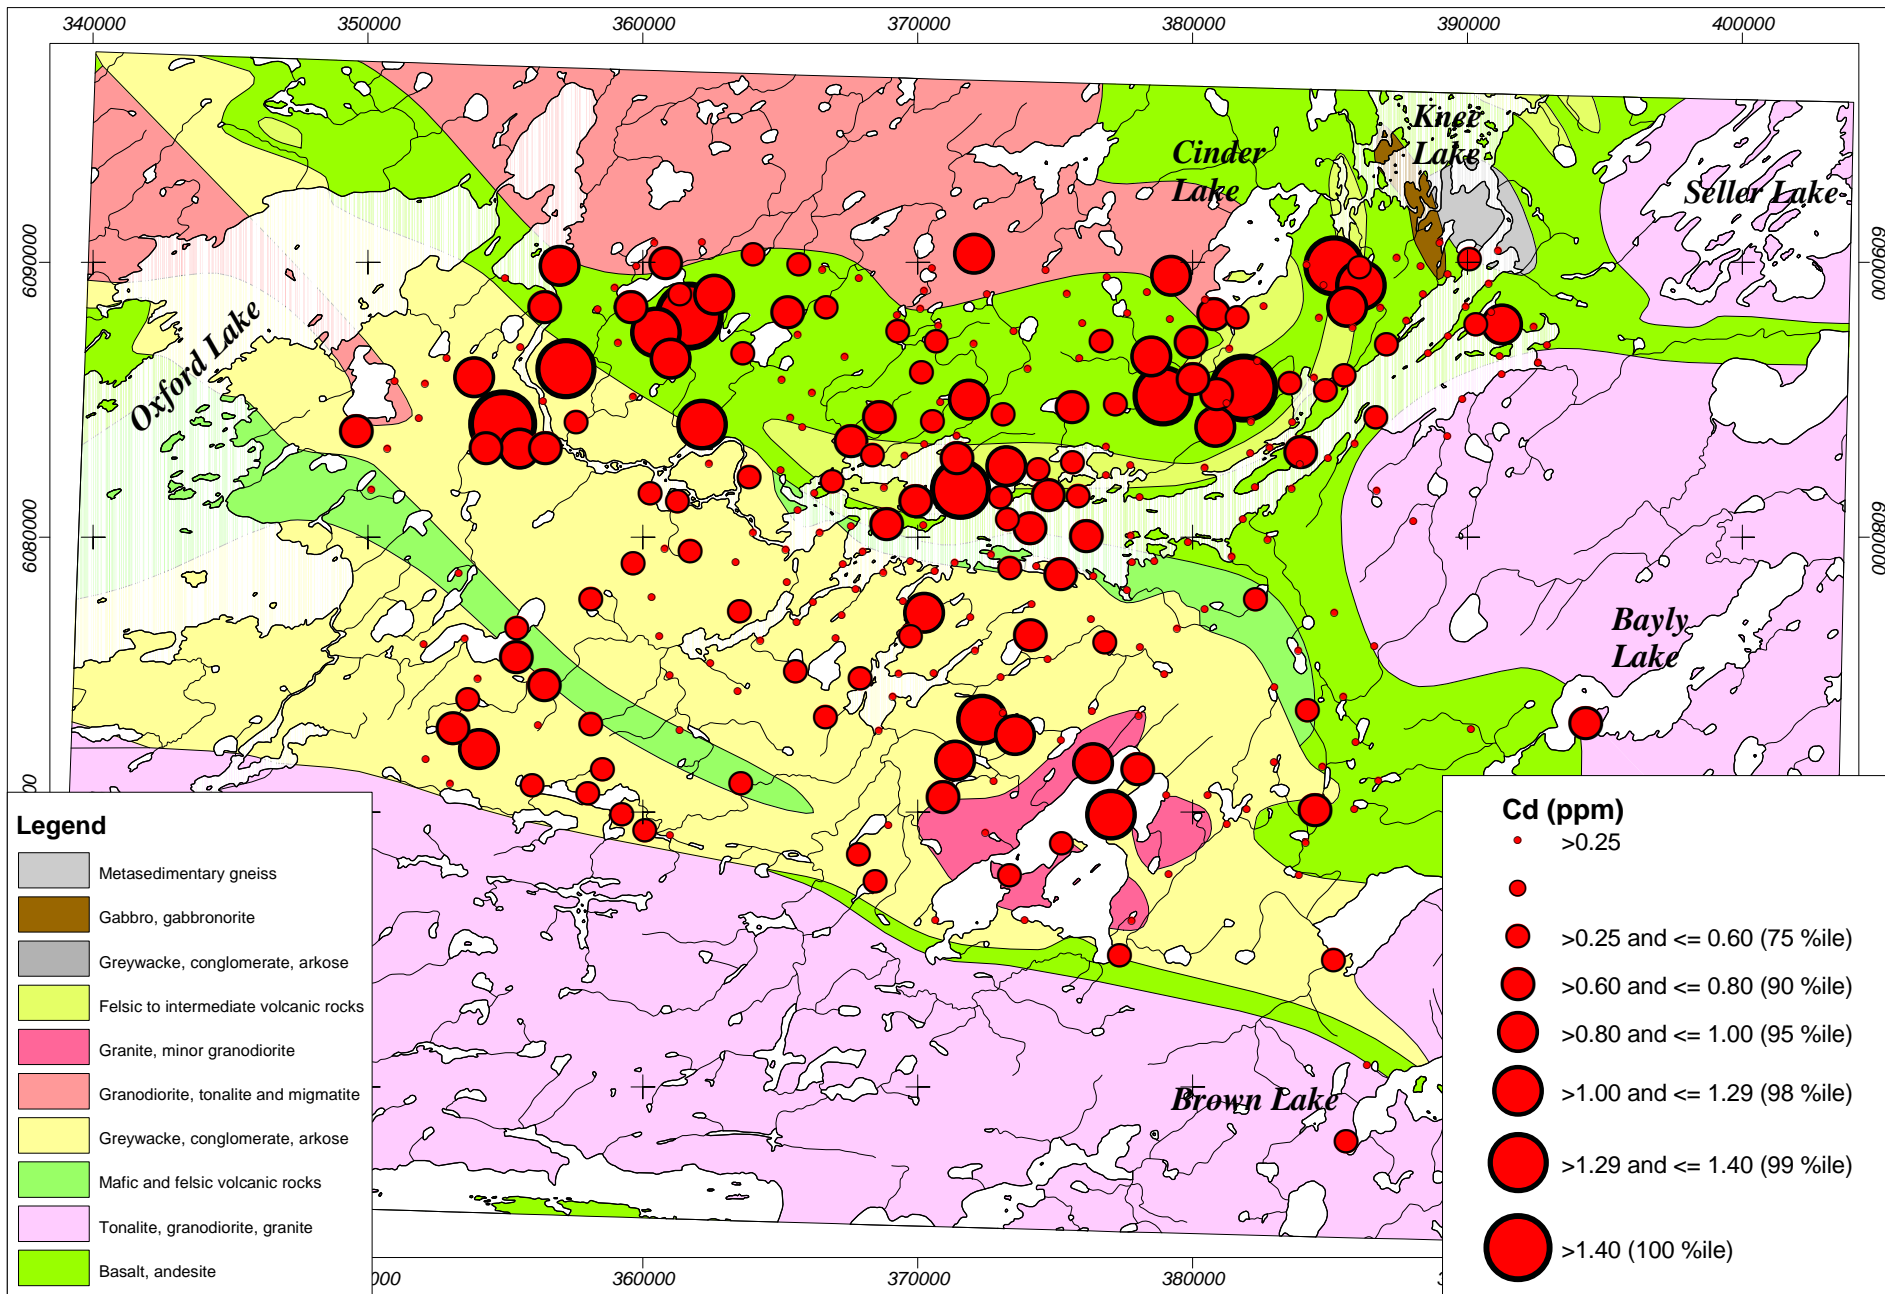 340000
350000
360000
370000
380000
390000
400000
Knee
Lake
Cinder
Lake
Seller Lake
6090000
6090000
Oxford Lake
6080000
6080000
Bayly
Lake
Brown Lake
Legend
Metasedimentary gneiss
Gabbro, gabbronorite
Greywacke, conglomerate, arkose
Felsic to intermediate volcanic rocks
Granite, minor granodiorite
Granodiorite, tonalite and migmatite
Greywacke, conglomerate, arkose
Mafic and felsic volcanic rocks
Tonalite, granodiorite, granite
Basalt, andesite
Cd (ppm)
>0.25
>0.25 and <= 0.60 (75 %ile)
>0.60 and <= 0.80 (90 %ile)
>0.80 and <= 1.00 (95 %ile)
>1.00 and <= 1.29 (98 %ile)
>1.29 and <= 1.40 (99 %ile)
>1.40 (100 %ile)
360000
370000
380000